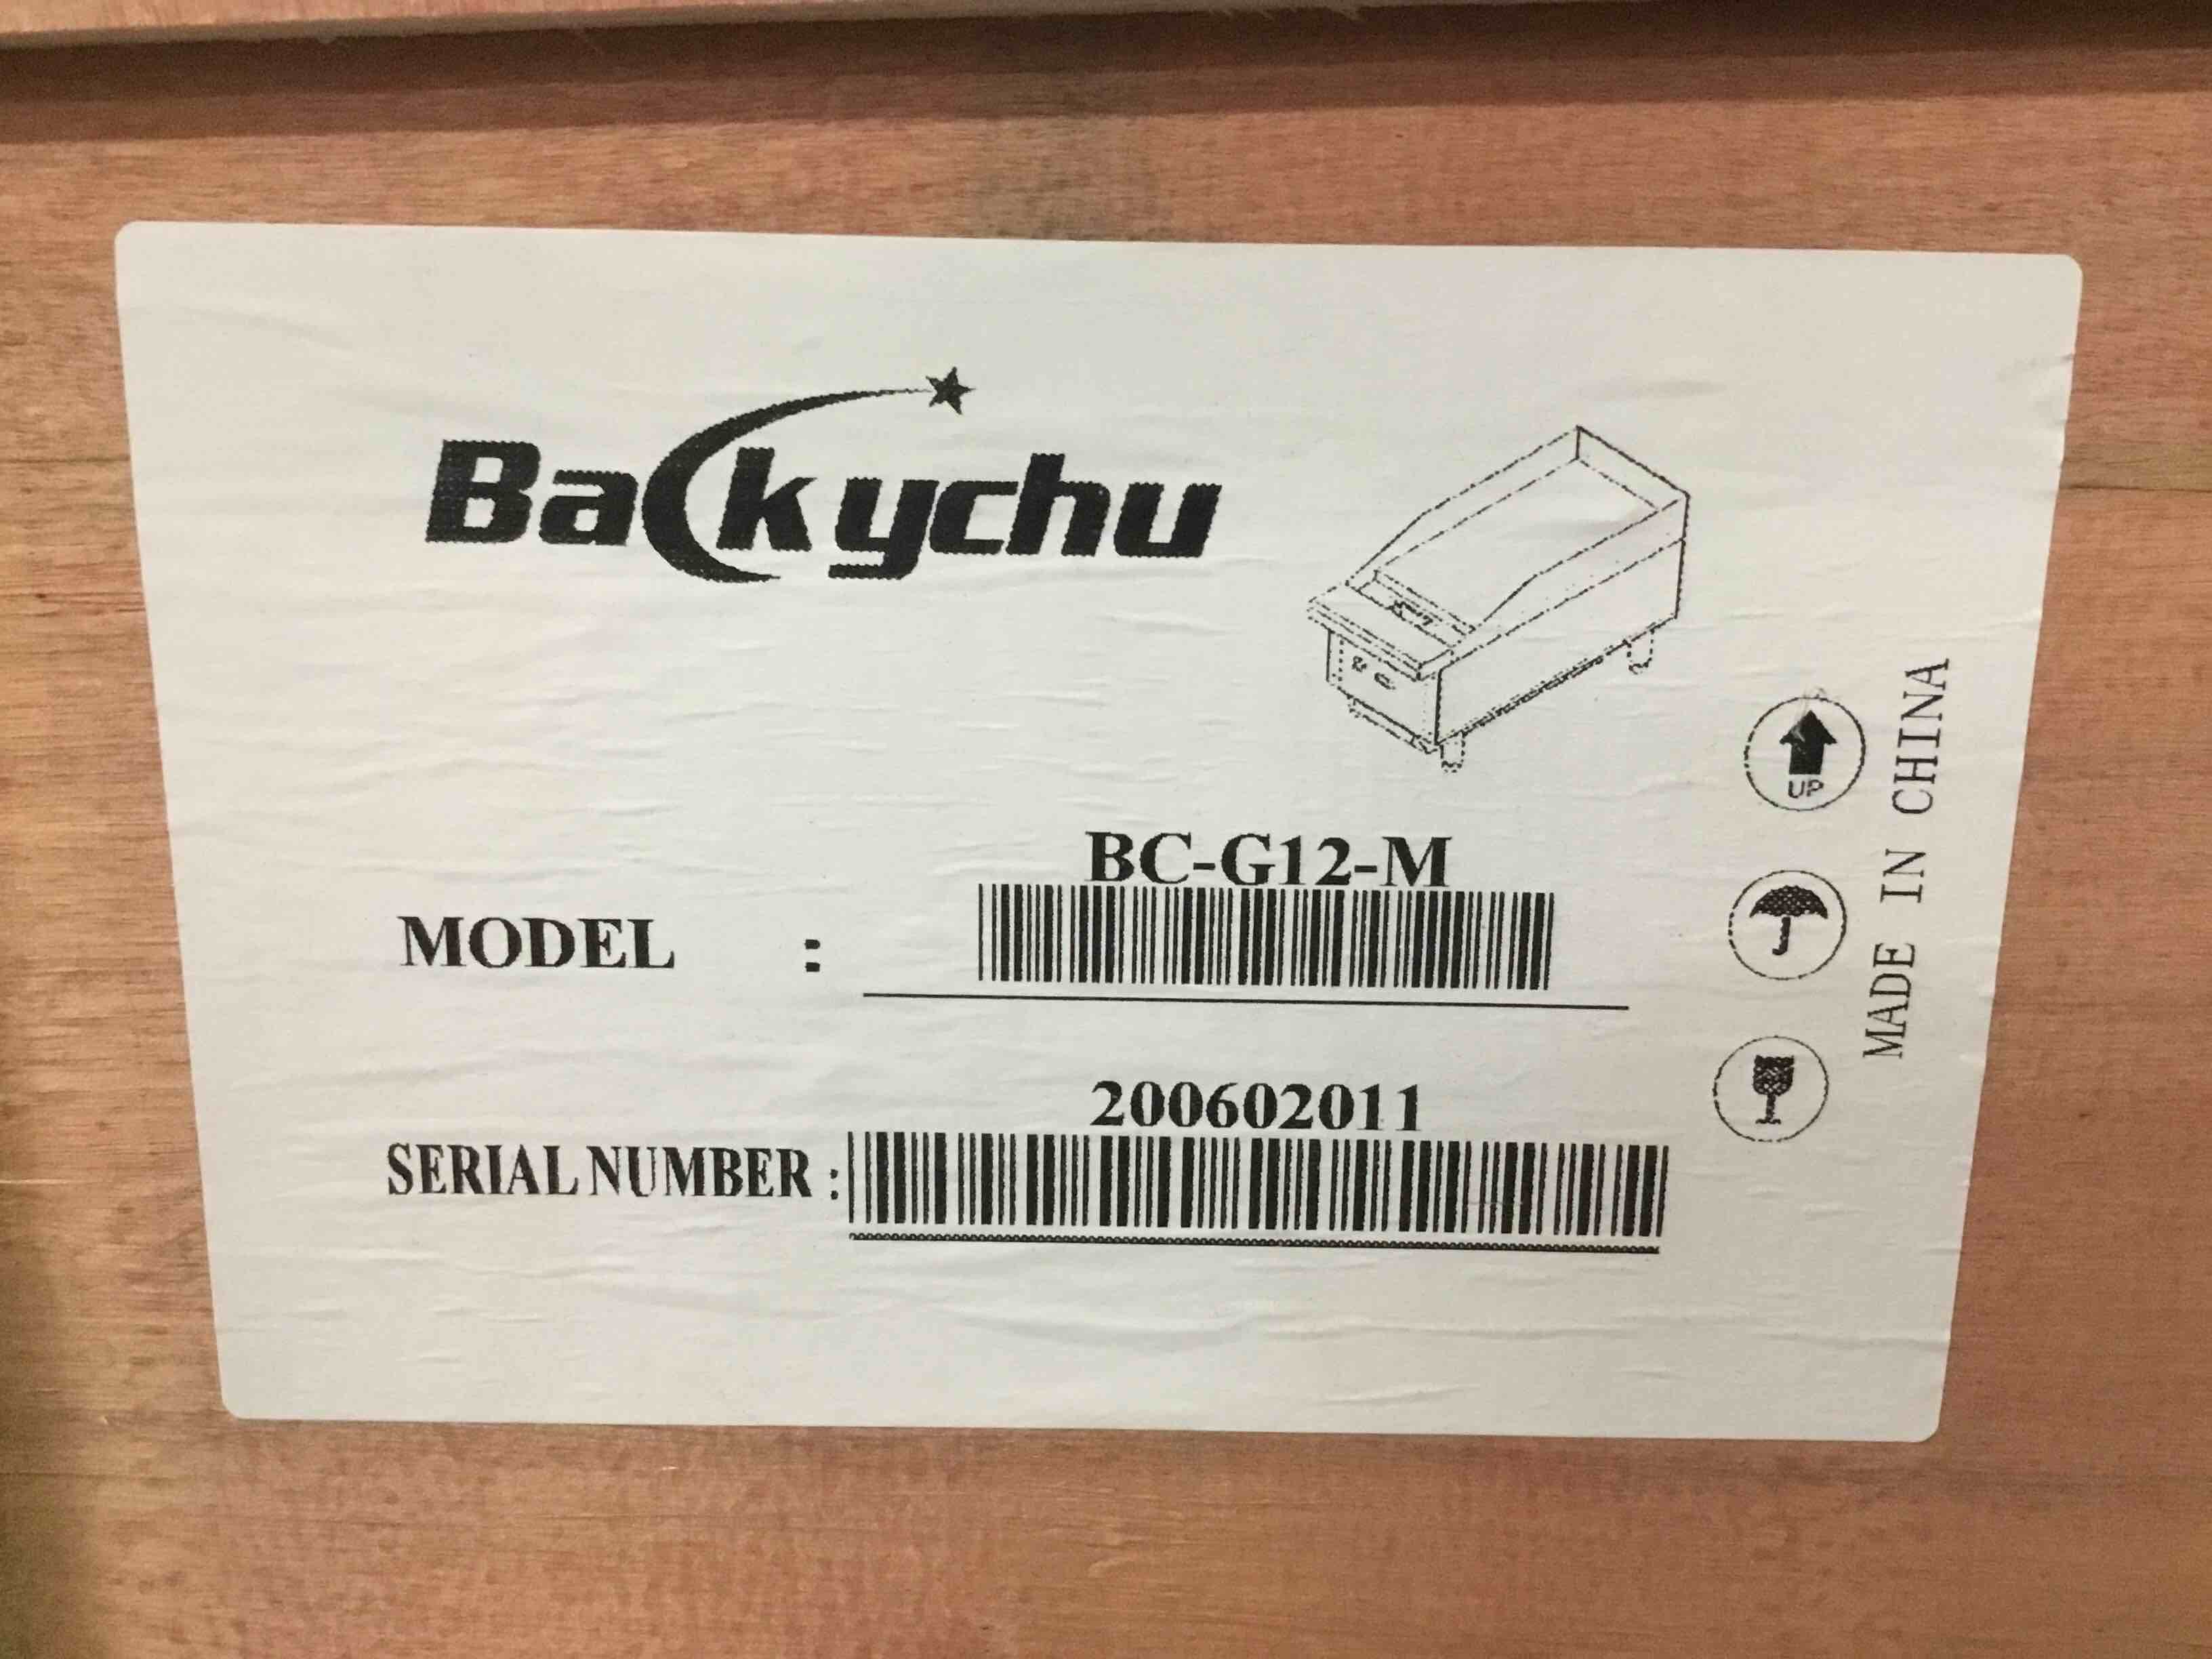 Backychu
BC-G12-M
MODEL :
200602011
SERIAL NUMBER :
UP
MADE IN CHINA